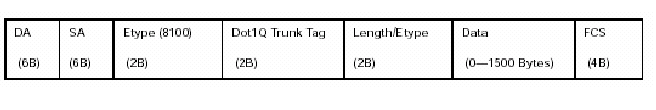 DA SA Etype (8100) Dot1Q Trunk Tag Length/Etype Data FCS
(6B) (6B) (2B) (2B) (2B) (0—1500 Bytes) (4B)